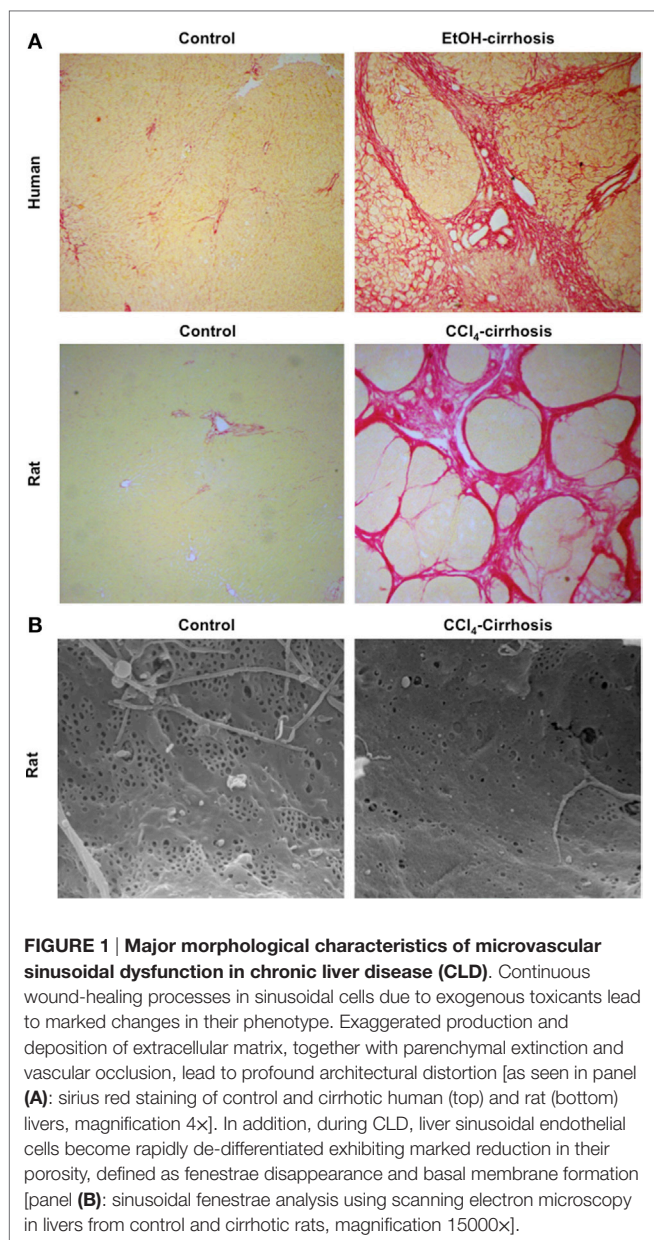 A
Control
EtOH-cirrhosis
Human
Control
CCl₄-cirrhosis
Rat
B
Control
CCl₄-Cirrhosis
Rat
FIGURE 1 | Major morphological characteristics of microvascular
sinusoidal dysfunction in chronic liver disease (CLD). Continuous
wound-healing processes in sinusoidal cells due to exogenous toxicants lead
to marked changes in their phenotype. Exaggerated production and
deposition of extracellular matrix, together with parenchymal extinction and
vascular occlusion, lead to profound architectural distortion [as seen in panel
(A): sirius red staining of control and cirrhotic human (top) and rat (bottom)
livers, magnification 4×]. In addition, during CLD, liver sinusoidal endothelial
cells become rapidly de-differentiated exhibiting marked reduction in their
porosity, defined as fenestrae disappearance and basal membrane formation
[panel (B): sinusoidal fenestrae analysis using scanning electron microscopy
in livers from control and cirrhotic rats, magnification 15000×].